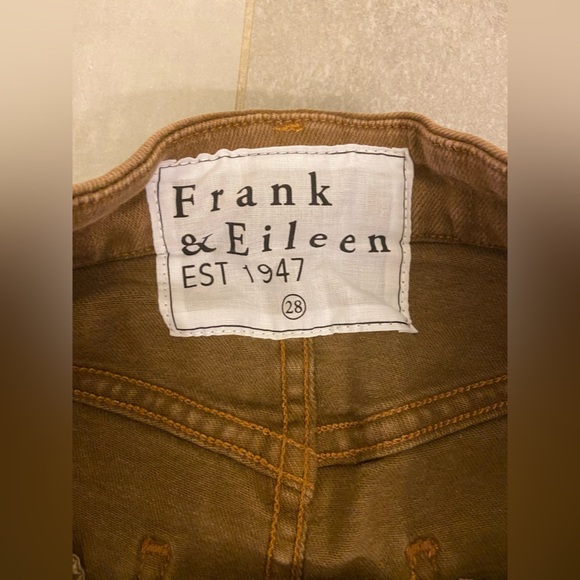 Frank
& Eileen
EST 1947
28